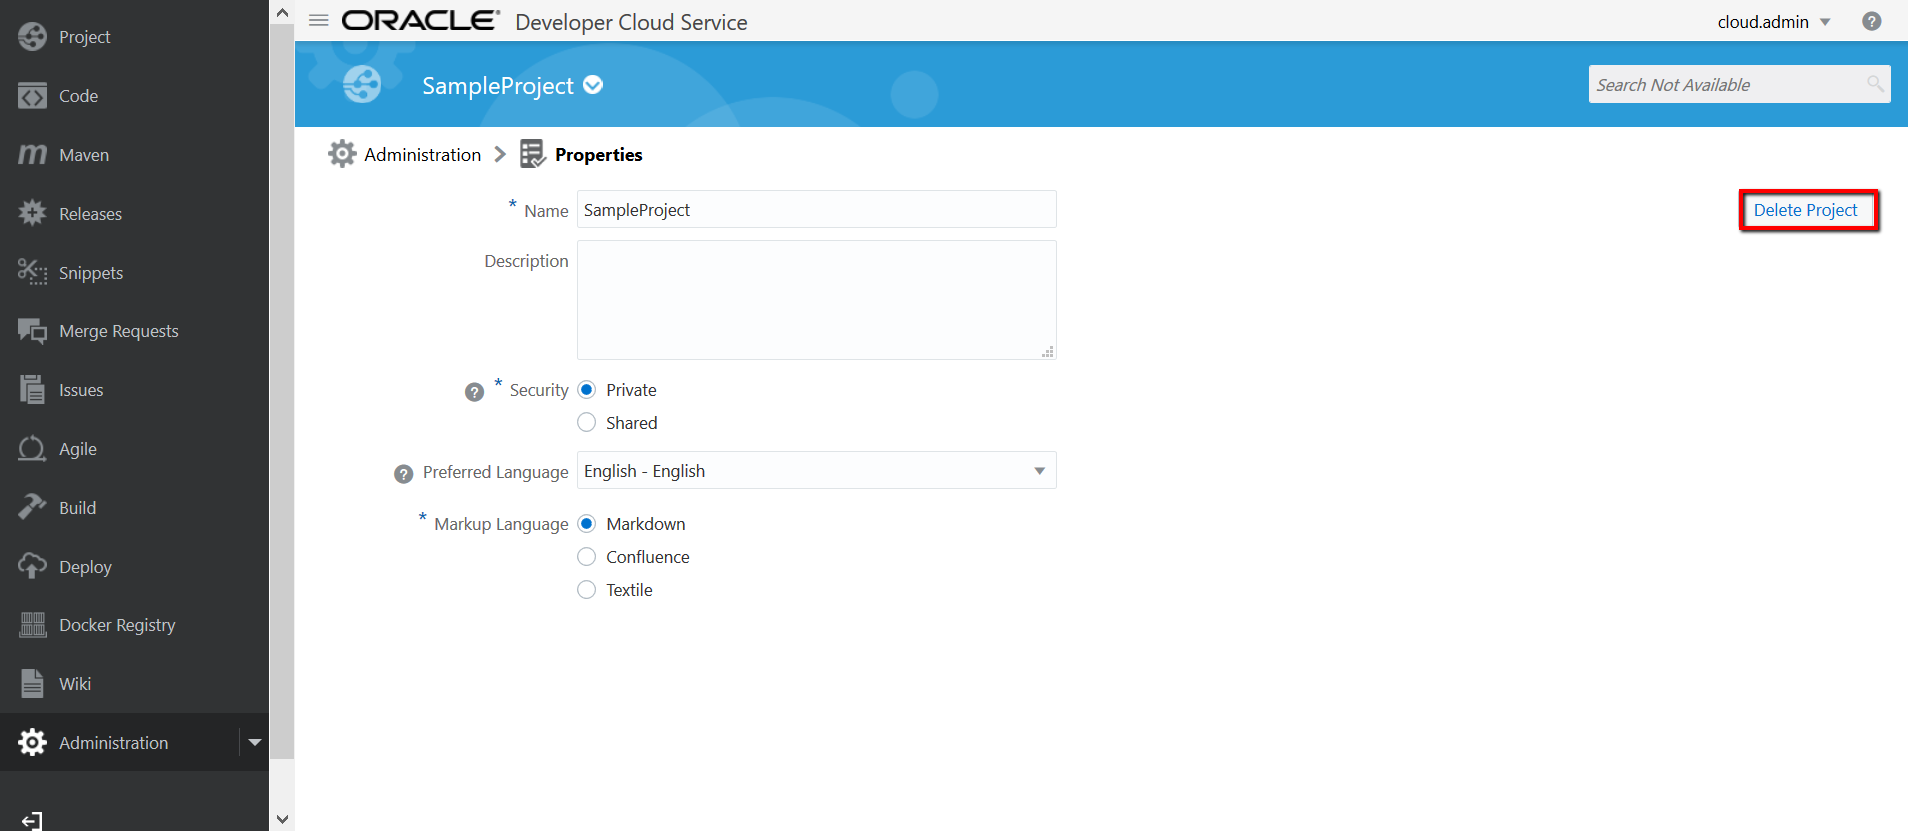 Project
Code
Maven
Releases
Snippets
Merge Requests
Issues
Agile
Build
Deploy
Docker Registry
Wiki
Administration
ORACLE® Developer Cloud Service
cloud.admin
?
SampleProject
Search Not Available
Administration > Properties
* Name SampleProject
Delete Project
Description
? * Security Private
Shared
? Preferred Language English - English
* Markup Language Markdown
Confluence
Textile